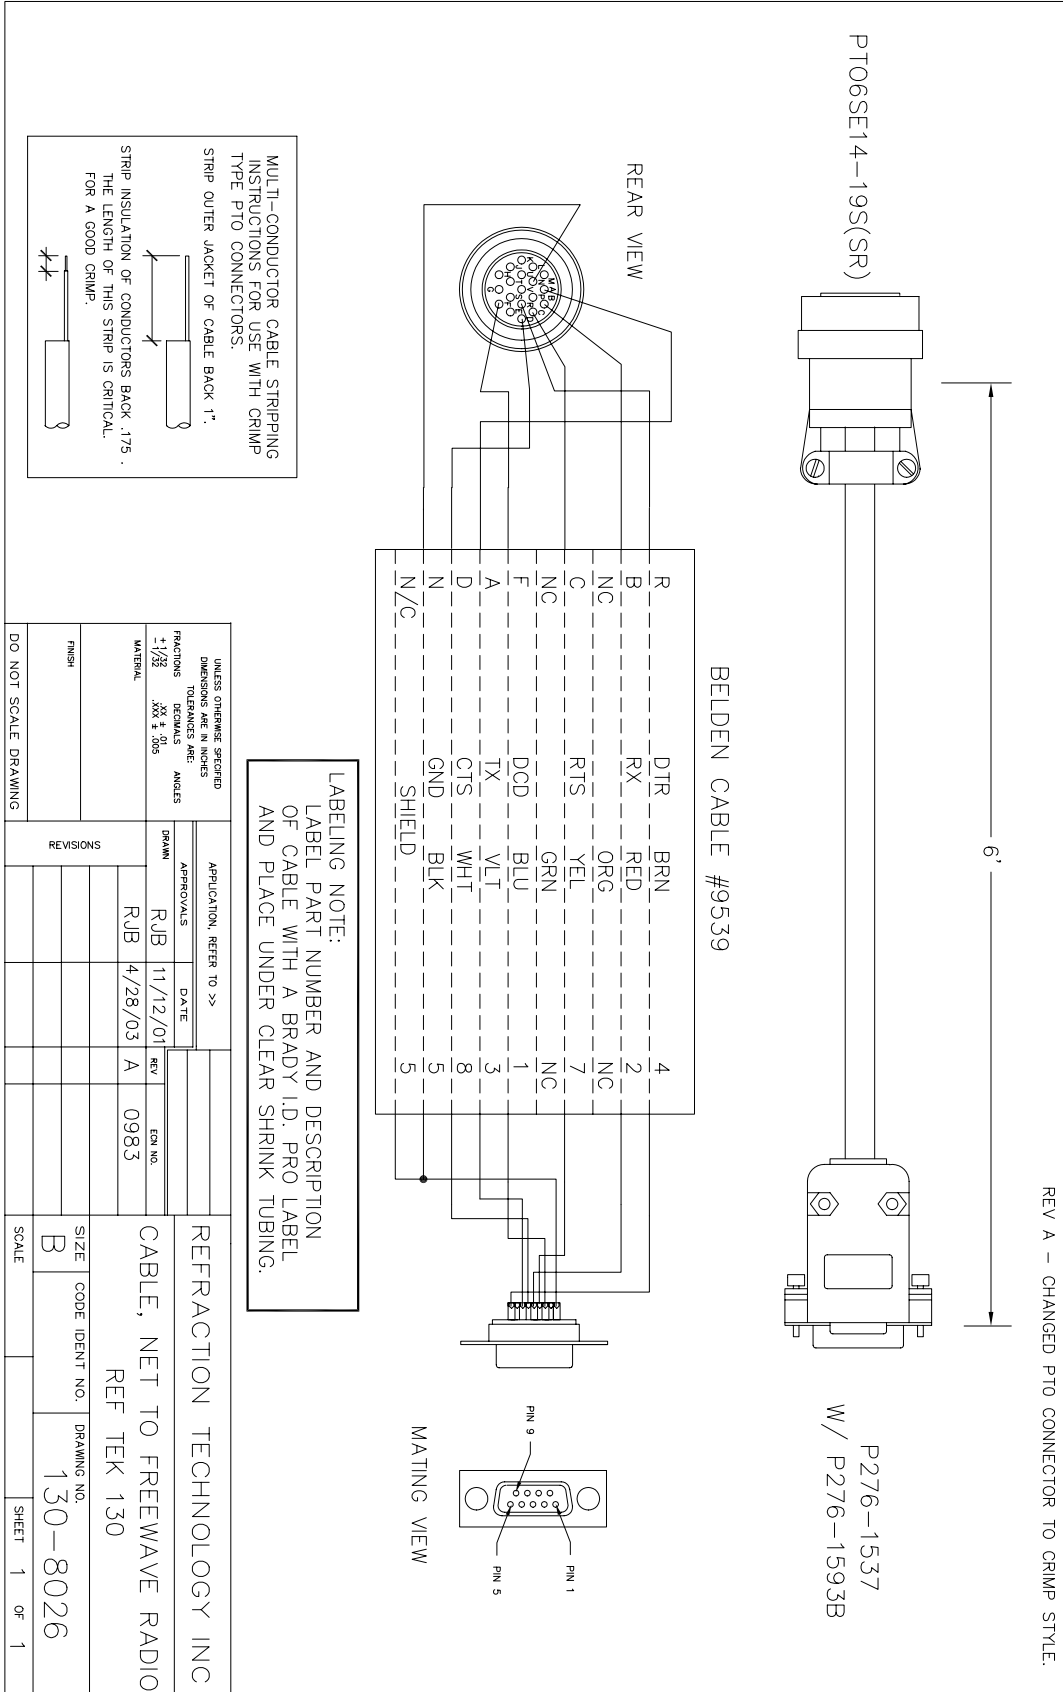 REV A - CHANGED PTO CONNECTOR TO CRIMP STYLE.
6'
PT06SE14-19S(SR)
P276-1537
W/ P276-1593B
BELDEN CABLE #9539
REAR VIEW
L M A B
K N P C
U V R D
J T S E
H F
G
R DTR BRN 4
B RX RED 2
NC ORG NC
C RTS YEL 7
NC GRN NC
F DCD BLU 1
A TX VLT 3
D CTS WHT 8
N GND BLK 5
N/C SHIELD 5
PIN 9
PIN 1
PIN 5
MATING VIEW
MULTI-CONDUCTOR CABLE STRIPPING
INSTRUCTIONS FOR USE WITH CRIMP
TYPE PTO CONNECTORS.
STRIP OUTER JACKET OF CABLE BACK 1".
STRIP INSULATION OF CONDUCTORS BACK .175 .
THE LENGTH OF THIS STRIP IS CRITICAL.
FOR A GOOD CRIMP.
LABELING NOTE:
LABEL PART NUMBER AND DESCRIPTION
OF CABLE WITH A BRADY I.D. PRO LABEL
AND PLACE UNDER CLEAR SHRINK TUBING.
UNLESS OTHERWISE SPECIFIED
DIMENSIONS ARE IN INCHES
TOLERANCES ARE:
FRACTIONS DECIMALS ANGLES
+ 1/32 .XX ± .01
- 1/32 .XXX ± .005
MATERIAL
FINISH
DO NOT SCALE DRAWING
APPLICATION, REFER TO >>
APPROVALS DATE
DRAWN RJB 11/12/01 REV ECN NO.
RJB 4/28/03 A 0983
REVISIONS
REFRACTION TECHNOLOGY INC
CABLE, NET TO FREEWAVE RADIO
REF TEK 130
SIZE CODE IDENT NO. DRAWING NO.
B 130-8026
SCALE SHEET 1 OF 1